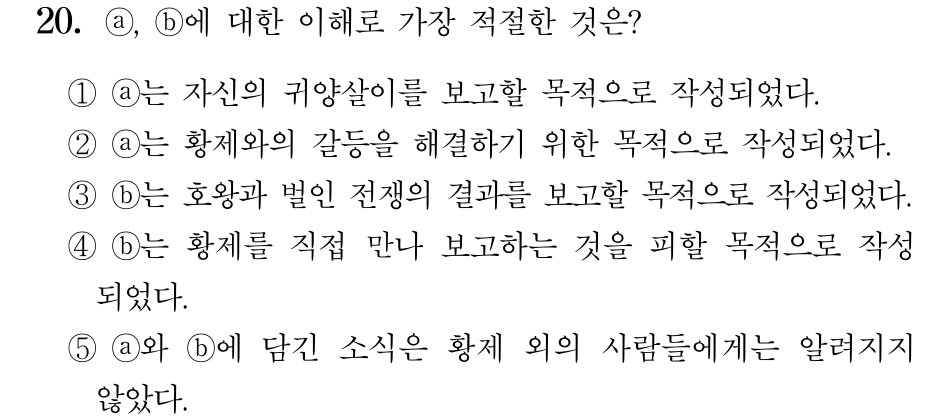 20. ⓐ, ⓑ에 대한 이해로 가장 적절한 것은?
① ⓐ는 자신의 귀양살이를 보고할 목적으로 작성되었다.
② ⓐ는 황제와의 갈등을 해결하기 위한 목적으로 작성되었다.
③ ⓑ는 호왕과 벌인 전쟁의 결과를 보고할 목적으로 작성되었다.
④ ⓑ는 황제를 직접 만나 보고하는 것을 피할 목적으로 작성
되었다.
⑤ ⓐ와 ⓑ에 담긴 소식은 황제 외의 사람들에게는 알려지지
않았다.